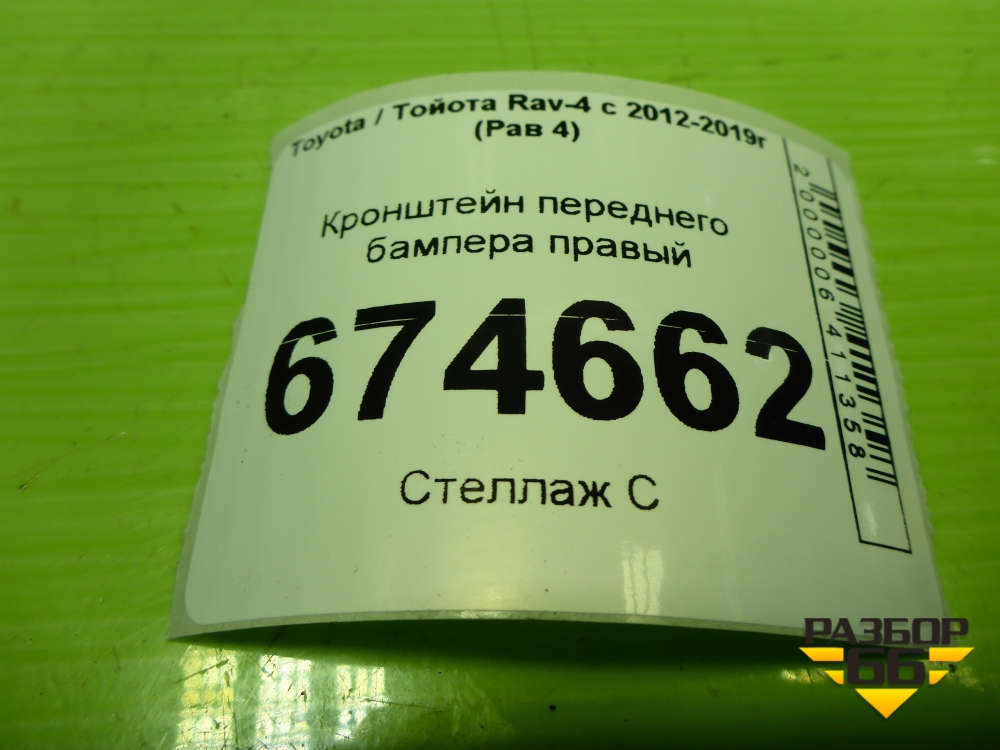 Toyota / Тойота Rav-4 с 2012-2019г
(Рав 4)
Кронштейн переднего
бампера правый
674662
Стеллаж С
2000006411358
РАЗБОР
66